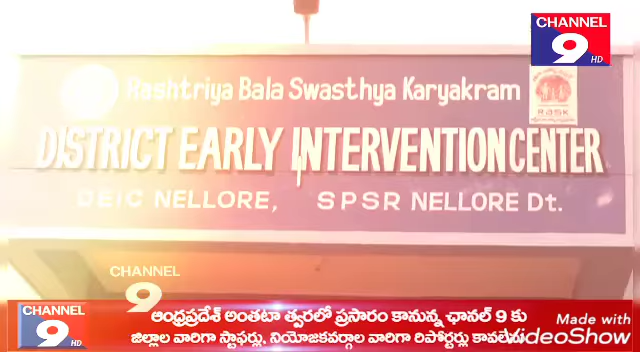 CHANNEL
9 HD
Rashtriya Bala Swasthya Karyakram
RBSK
DISTRICT EARLY INTERVENTION CENTER
DEIC NELLORE, SPSR NELLORE Dt.
CHANNEL
9
CHANNEL
9 HD
ఆంధ్రప్రదేశ్ అంతటా త్వరలో ప్రసారం కానున్న ఛానల్ 9 కు
జిల్లాల వారిగా స్టాఫర్లు, నియోజకవర్గాల వారిగా రిపోర్టర్లు కావలెను
Made with
VideoShow